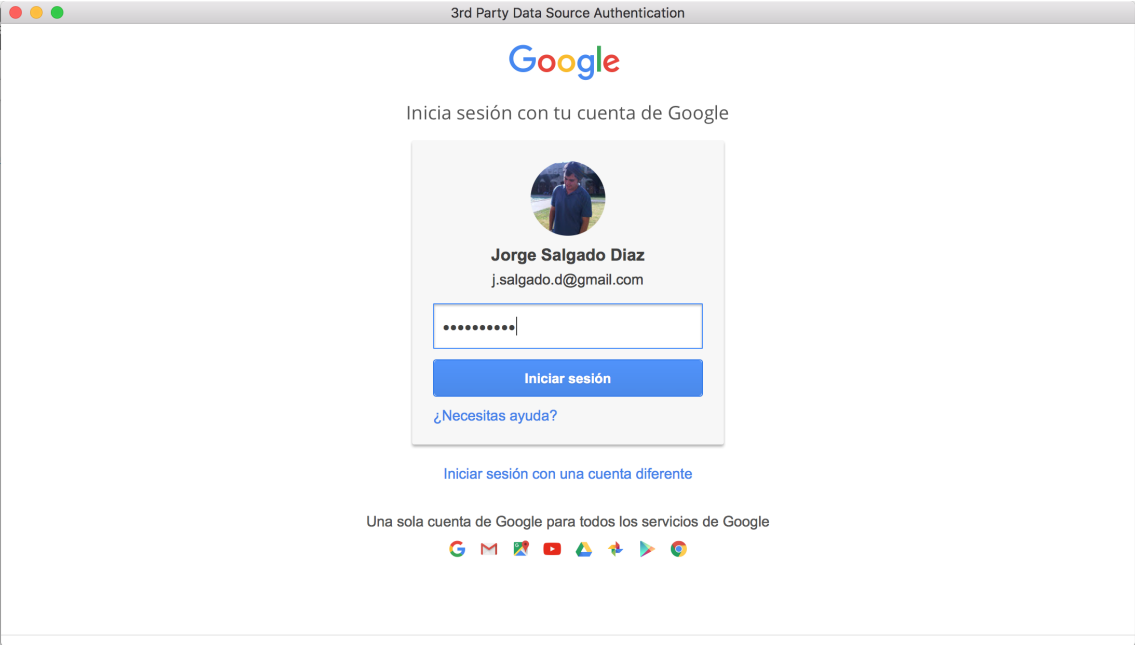 3rd Party Data Source Authentication
Google
Inicia sesión con tu cuenta de Google
Jorge Salgado Diaz
j.salgado.d@gmail.com
••••••••••
Iniciar sesión
¿Necesitas ayuda?
Iniciar sesión con una cuenta diferente
Una sola cuenta de Google para todos los servicios de Google